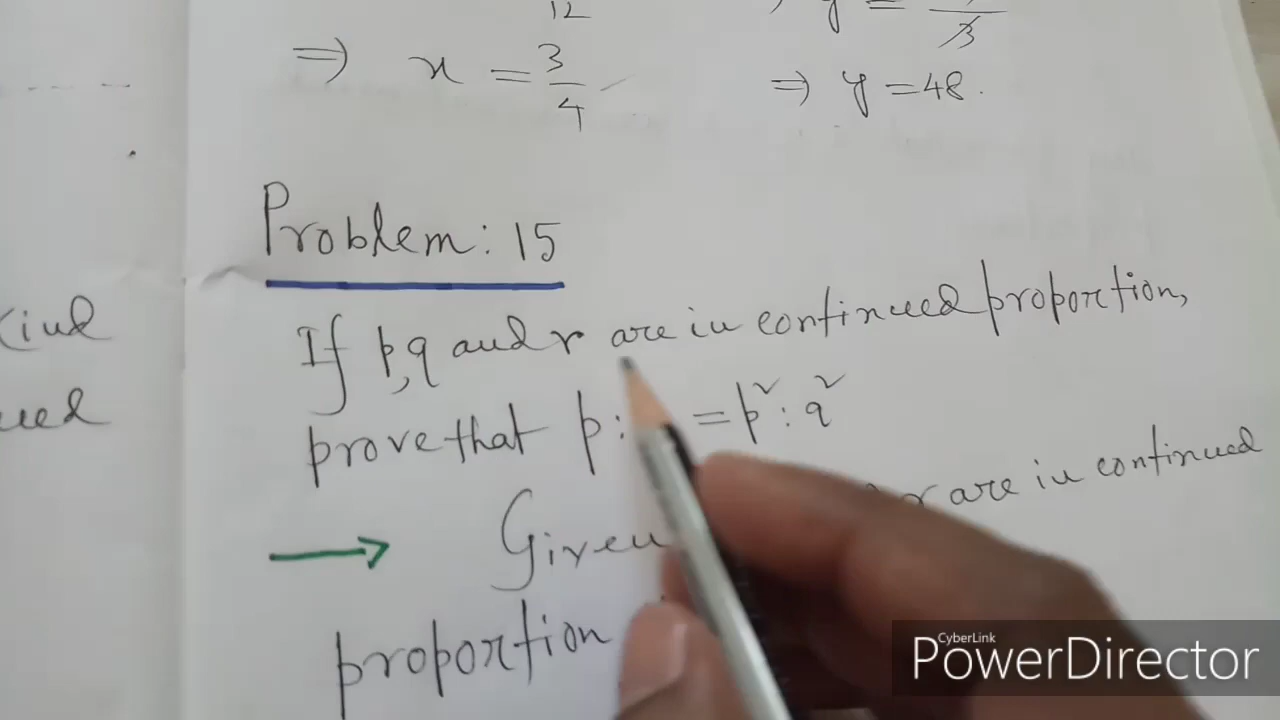 12
⇒ x = 3/4
⇒ y = 48.
Problem: 15
If p, q and r are in continued proportion,
prove that p: = p²: q²
Given r are in continued
proportion
CyberLink
PowerDirector